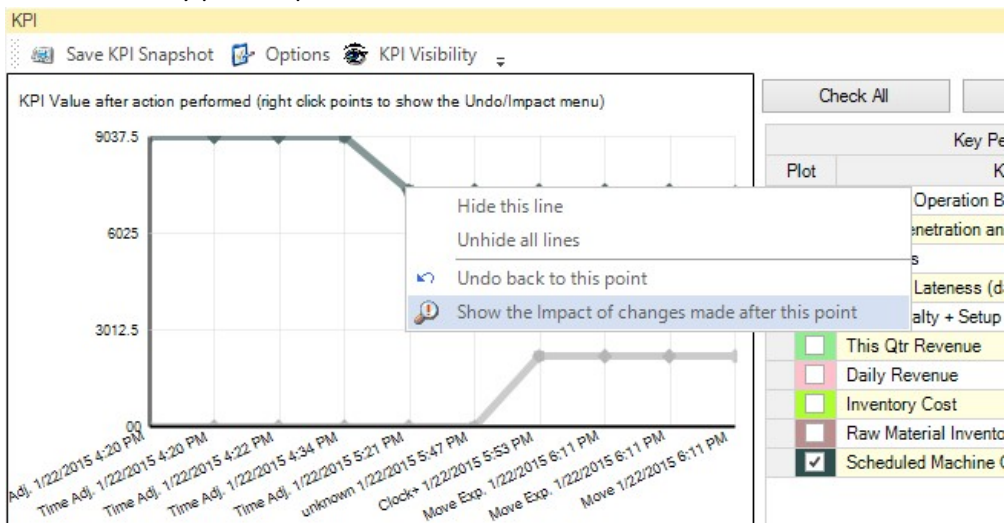 KPI
Save KPI Snapshot Options KPI Visibility
KPI Value after action performed (right click points to show the Undo/Impact menu)
9037.5
6025
3012.5
00
Adj. 1/22/2015 4:20 PM
Time Adj. 1/22/2015 4:20 PM
Time Adj. 1/22/2015 4:22 PM
Time Adj. 1/22/2015 4:34 PM
Time Adj. 1/22/2015 5:21 PM
unknown 1/22/2015 5:47 PM
Clock+ 1/22/2015 5:53 PM
Move Exp. 1/22/2015 6:11 PM
Move Exp. 1/22/2015 6:11 PM
Move 1/22/2015 6:11 PM
Hide this line
Unhide all lines
Undo back to this point
Show the Impact of changes made after this point
Check All
Key Pe
Plot K
Operation B
enetration an
s
Lateness (d
alty + Setup
This Qtr Revenue
Daily Revenue
Inventory Cost
Raw Material Invento
Scheduled Machine